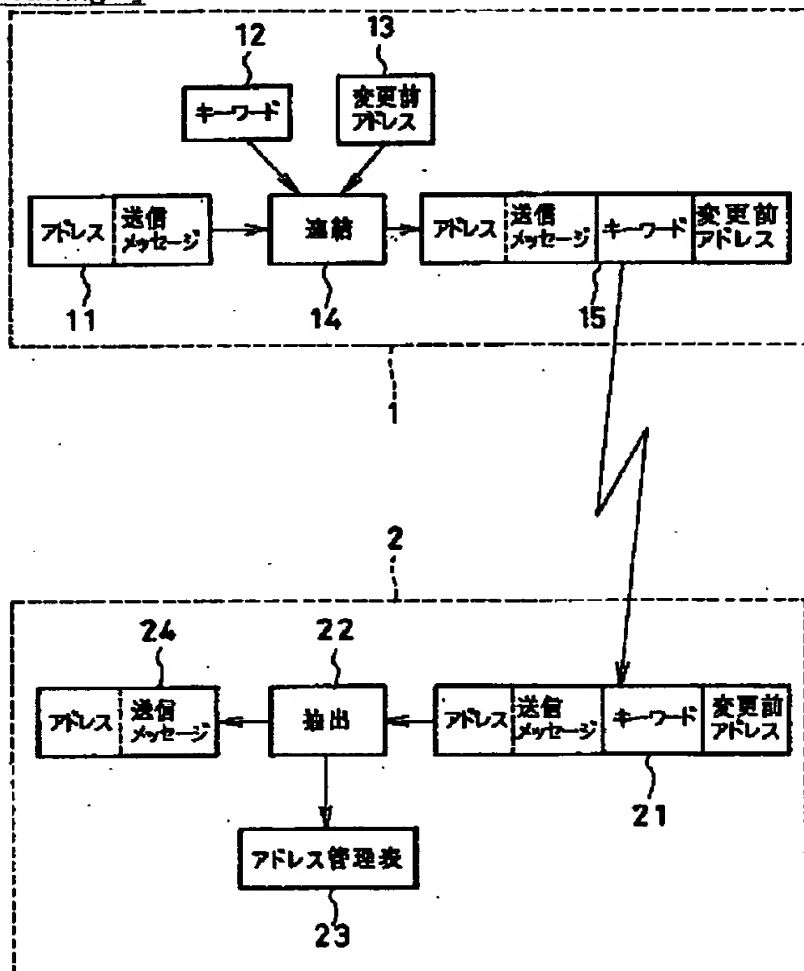 12
13
キーワード
変更前
アドレス
アドレス
送信
メッセージ
連結
アドレス
送信
メッセージ
キーワード
変更前
アドレス
11
14
15
1
2
24
22
アドレス
送信
メッセージ
抽出
アドレス
送信
メッセージ
キーワード
変更前
アドレス
21
アドレス管理表
23